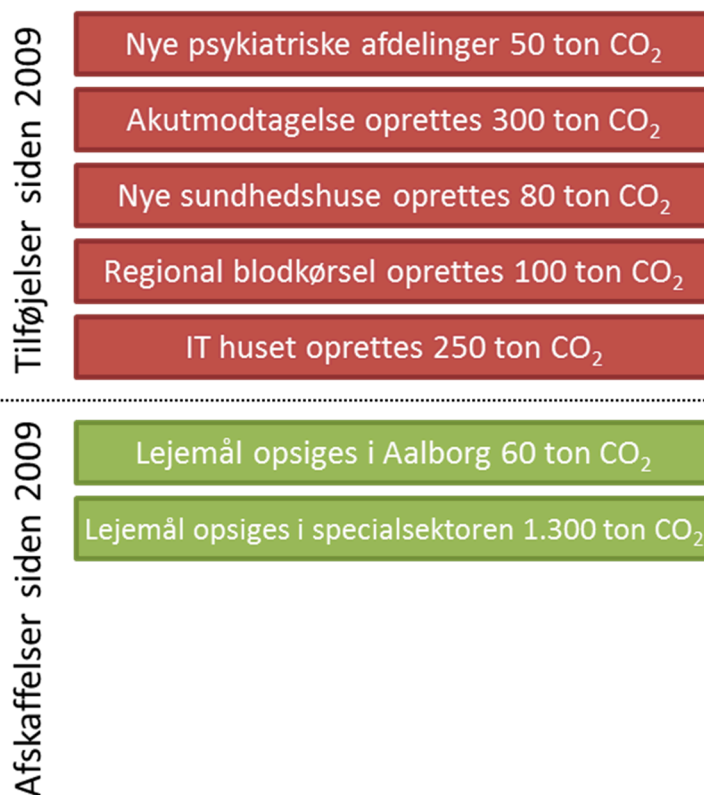 Tilføjelser siden 2009
Nye psykiatriske afdelinger 50 ton CO₂
Akutmodtagelse oprettes 300 ton CO₂
Nye sundhedshuse oprettes 80 ton CO₂
Regional blodkørsel oprettes 100 ton CO₂
IT huset oprettes 250 ton CO₂
Afskaffelser siden 2009
Lejemål opsiges i Aalborg 60 ton CO₂
Lejemål opsiges i specialsektoren 1.300 ton CO₂